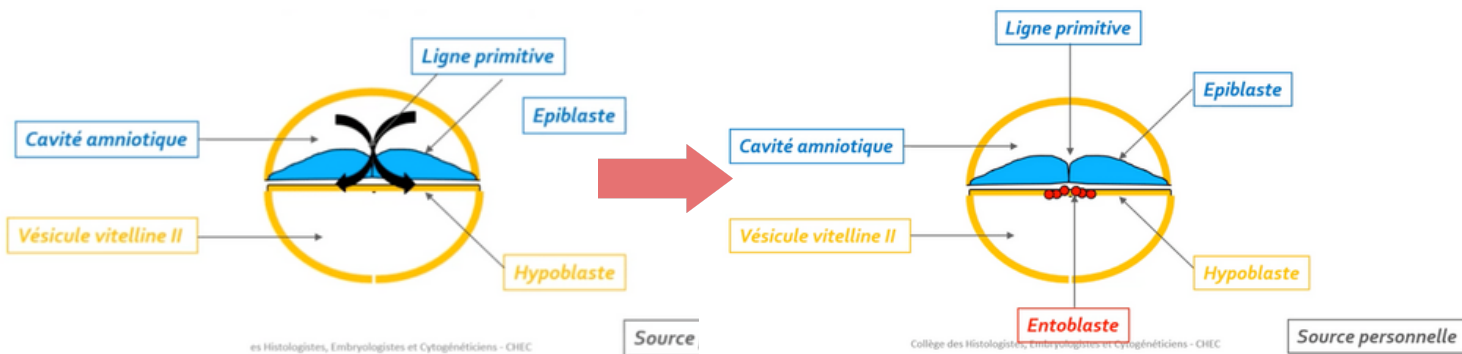 Ligne primitive
Epiblaste
Cavité amniotique
Vésicule vitelline II
Hypoblaste
Source
es Histologistes, Embryologistes et Cytogénéticiens - CHEC
Ligne primitive
Epiblaste
Cavité amniotique
Vésicule vitelline II
Hypoblaste
Entoblaste
Source personnelle
Collège des Histologistes, Embryologistes et Cytogénéticiens - CHEC